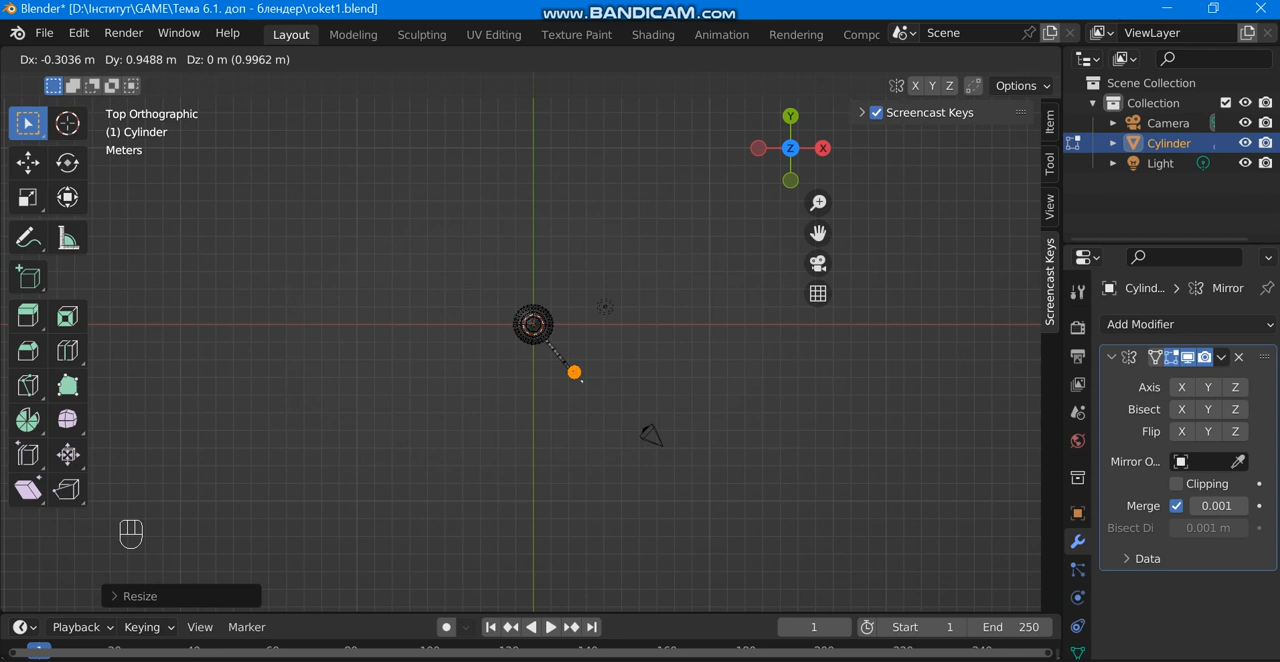 Blender* [D:\Інститут\GAME\Тема 6.1. доп - блендер\roket1.blend]
www.BANDICAM.com
File Edit Render Window Help Layout Modeling Sculpting UV Editing Texture Paint Shading Animation Rendering Compc Scene ViewLayer
Dx: -0.3036 m Dy: 0.9488 m Dz: 0 m (0.9962 m)
X Y Z Options
Top Orthographic
(1) Cylinder
Meters
Screencast Keys
Y
Z X
Item
Tool
View
Screencast Keys
Scene Collection
Collection
Camera
Cylinder
Light
Cylind... > Mirror
Add Modifier
Axis X Y Z
Bisect X Y Z
Flip X Y Z
Mirror O...
Clipping
Merge 0.001
Bisect Di 0.001 m
Data
Resize
Playback Keying View Marker 1 Start 1 End 250